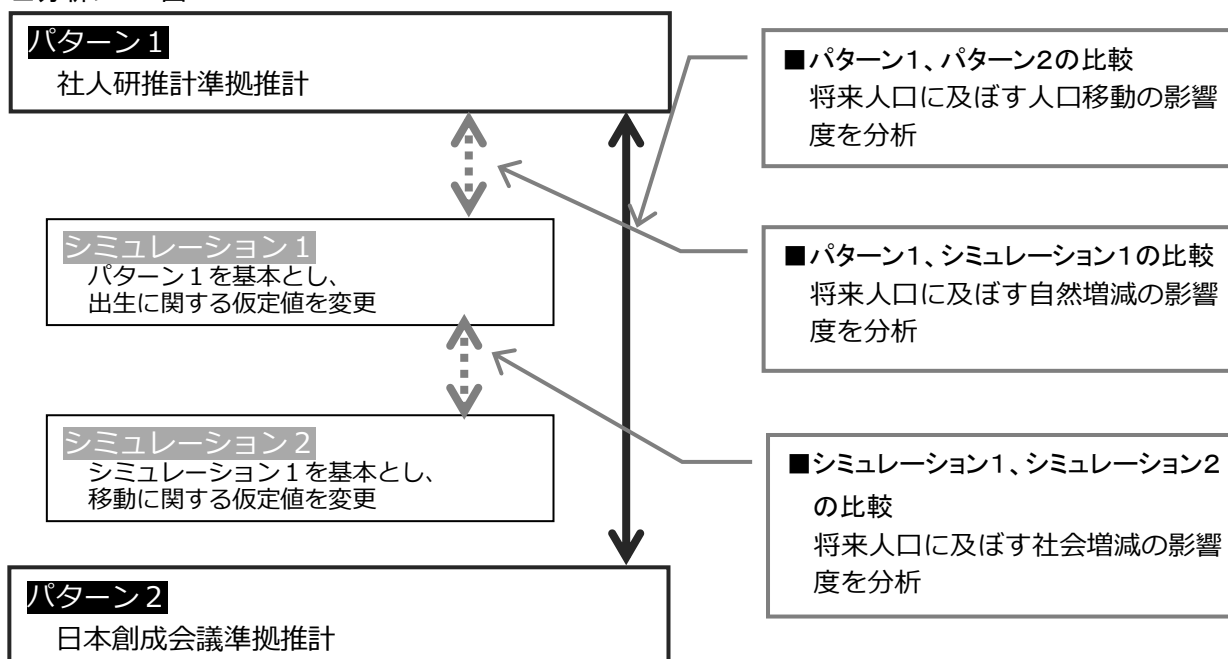 パターン１
社人研推計準拠推計
シミュレーション１
パターン１を基本とし、
出生に関する仮定値を変更
シミュレーション２
シミュレーション１を基本とし、
移動に関する仮定値を変更
パターン２
日本創成会議準拠推計
■パターン1、パターン2の比較
将来人口に及ぼす人口移動の影響
度を分析
■パターン1、シミュレーション1の比較
将来人口に及ぼす自然増減の影響
度を分析
■シミュレーション1、シミュレーション2
の比較
将来人口に及ぼす社会増減の影響
度を分析